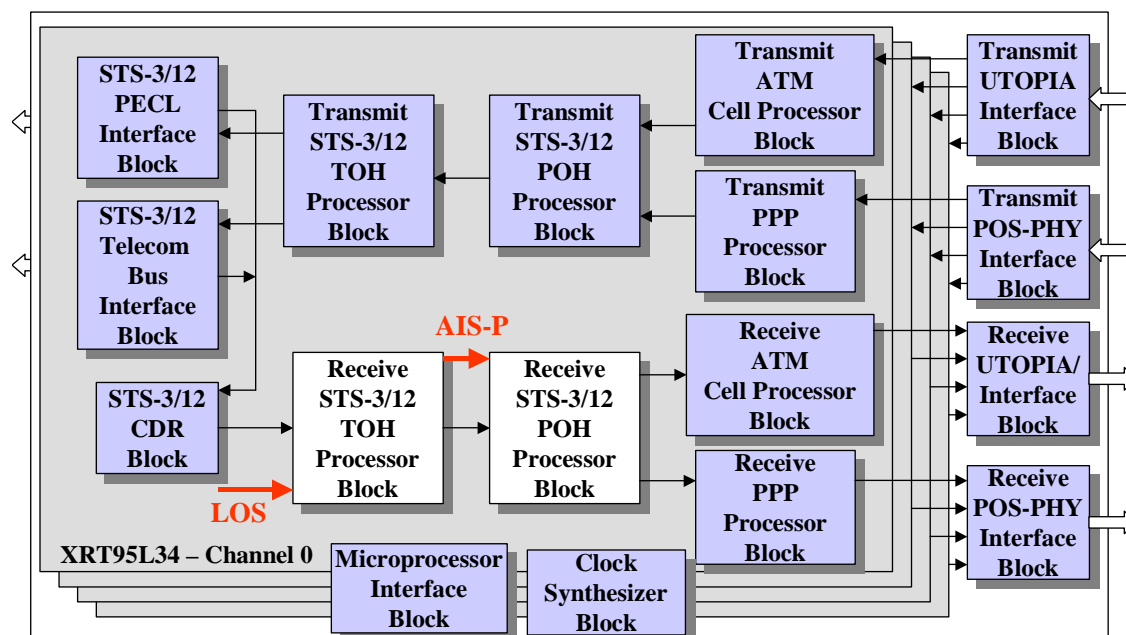 STS-3/12
PECL
Interface
Block
Transmit
STS-3/12
TOH
Processor
Block
Transmit
STS-3/12
POH
Processor
Block
Transmit
ATM
Cell Processor
Block
Transmit
UTOPIA
Interface
Block
STS-3/12
Telecom
Bus
Interface
Block
Transmit
PPP
Processor
Block
Transmit
POS-PHY
Interface
Block
AIS-P
STS-3/12
CDR
Block
Receive
STS-3/12
TOH
Processor
Block
Receive
STS-3/12
POH
Processor
Block
Receive
ATM
Cell Processor
Block
Receive
UTOPIA/
Interface
Block
LOS
Receive
PPP
Processor
Block
Receive
POS-PHY
Interface
Block
XRT95L34 – Channel 0
Microprocessor
Interface
Block
Clock
Synthesizer
Block